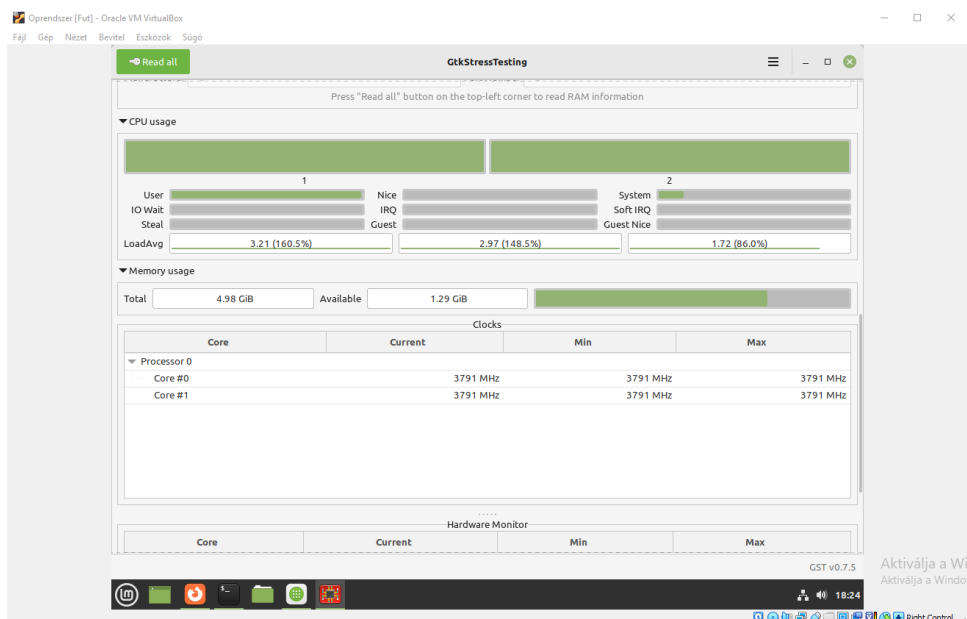 Oprendszer [Fut] - Oracle VM VirtualBox
Fájl Gép Nézet Bevitel Eszközök Súgó
Read all GtkStressTesting
Press "Read all" button on the top-left corner to read RAM information
CPU usage
1 2
User Nice System
IO Wait IRQ Soft IRQ
Steal Guest Guest Nice
LoadAvg 3.21 (160.5%) 2.97 (148.5%) 1.72 (86.0%)
Memory usage
Total 4.98 GiB Available 1.29 GiB
Clocks
Core Current Min Max
Processor 0
Core #0 3791 MHz 3791 MHz 3791 MHz
Core #1 3791 MHz 3791 MHz 3791 MHz
Hardware Monitor
Core Current Min Max
GST v0.7.5
Aktiválja a Wi
Aktiválja a Windo
18:24
Right Control